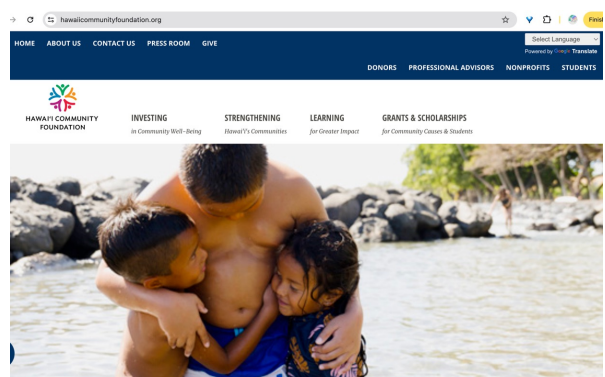 hawaiicommunityfoundation.org
Finish
HOME ABOUT US CONTACT US PRESS ROOM GIVE
Select Language
Powered by Google Translate
DONORS PROFESSIONAL ADVISORS NONPROFITS STUDENTS
HAWAI‘I COMMUNITY
FOUNDATION
INVESTING
in Community Well-Being
STRENGTHENING
Hawai‘i's Communities
LEARNING
for Greater Impact
GRANTS & SCHOLARSHIPS
for Community Causes & Students